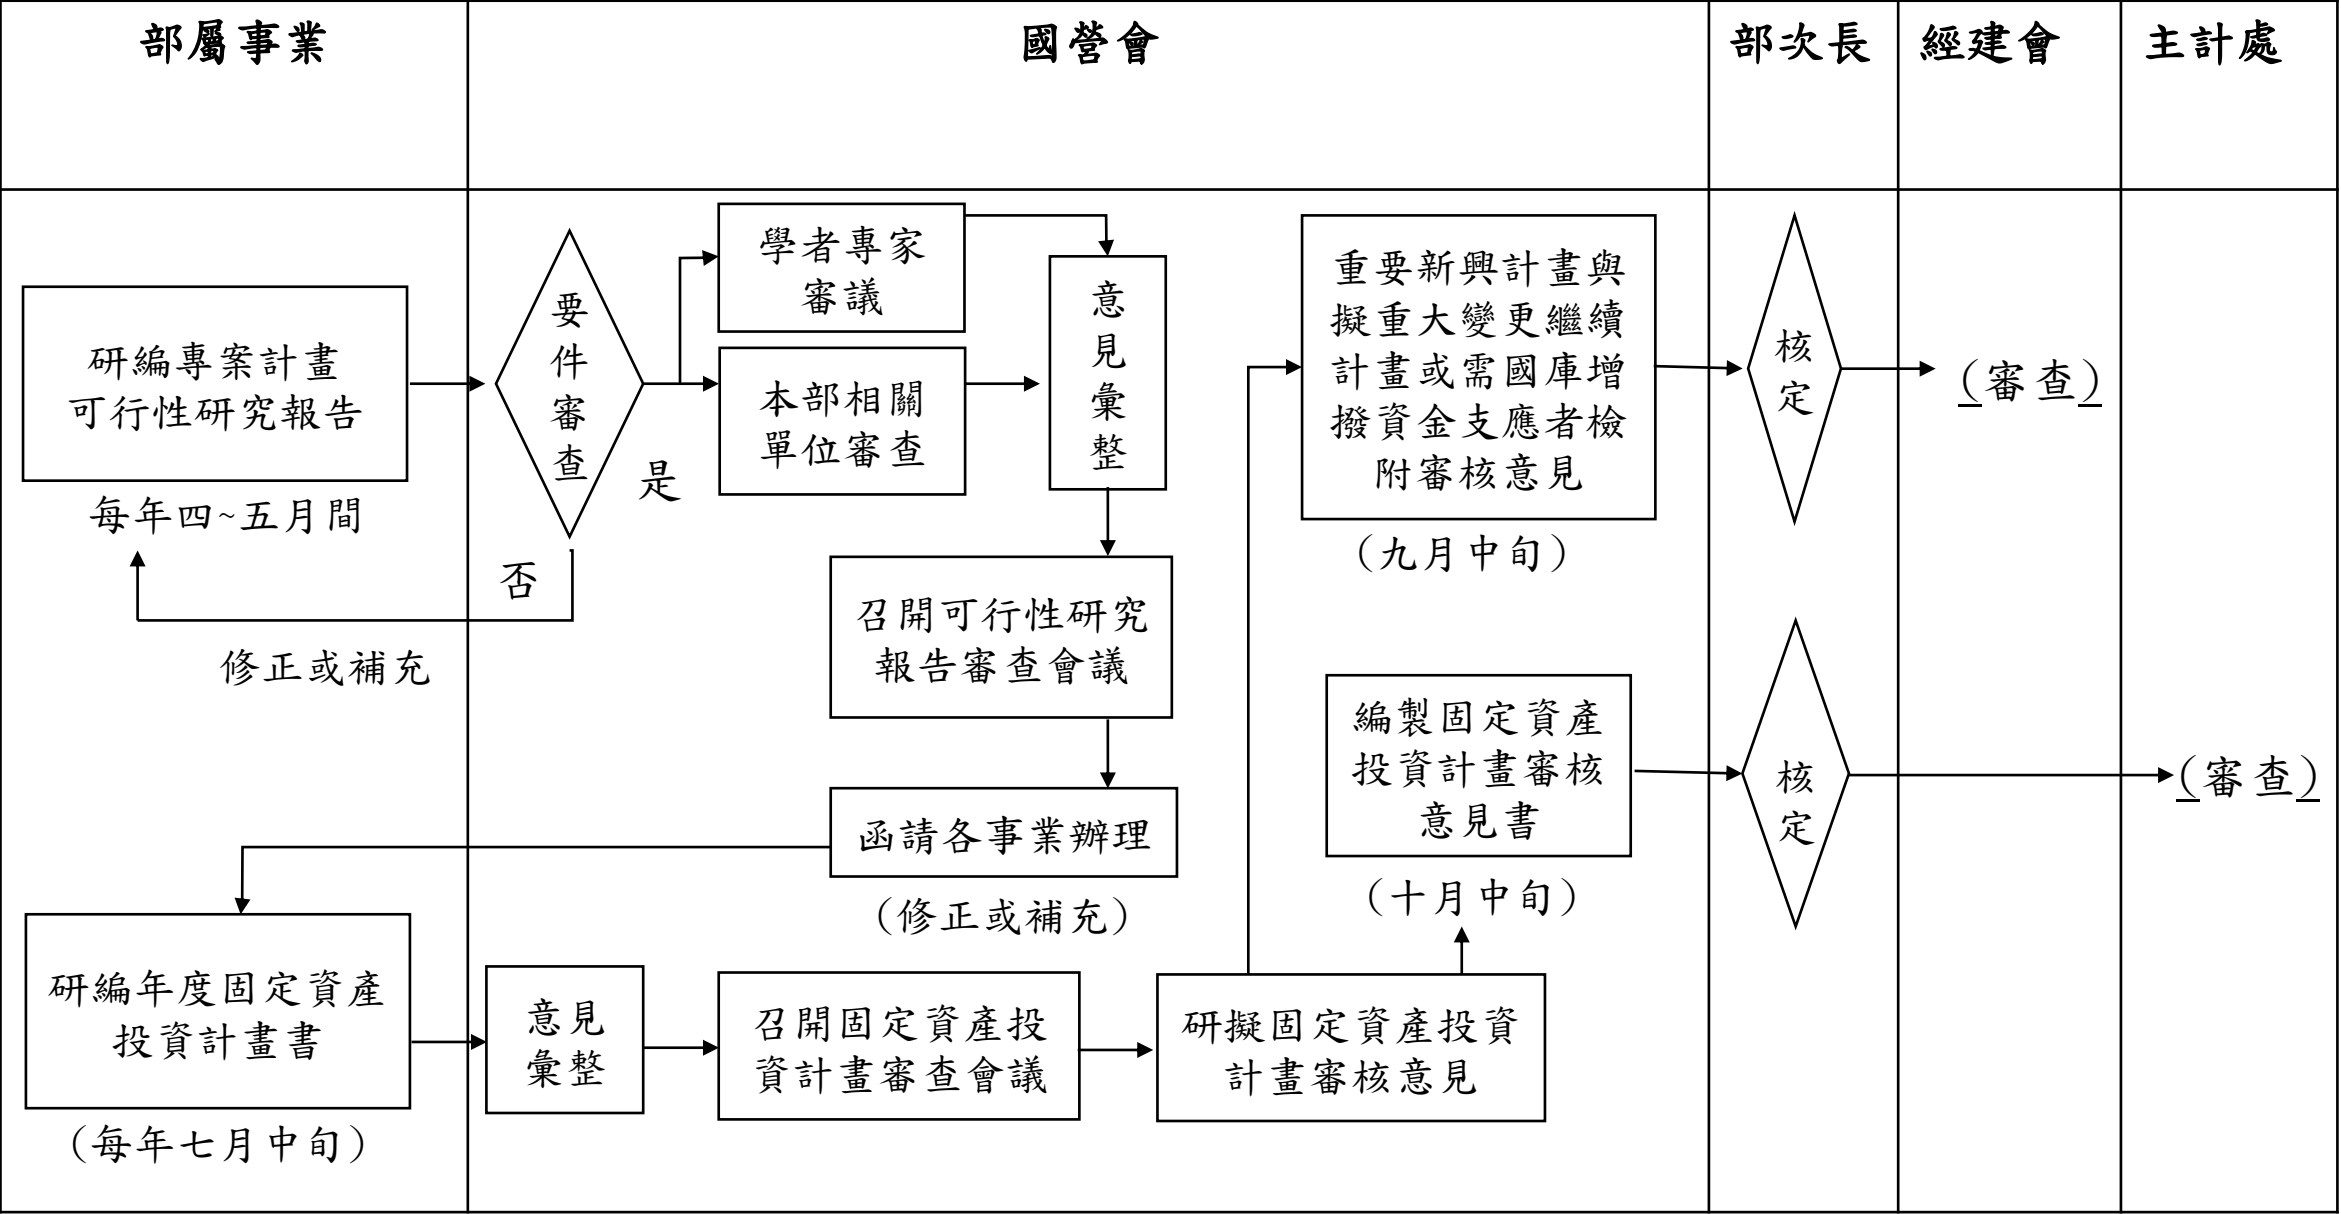 部屬事業
國營會
部次長
經建會
主計處
研編專案計畫
可行性研究報告
每年四~五月間
要
件
審
查
是
否
修正或補充
學者專家
審議
本部相關
單位審查
意
見
彙
整
召開可行性研究
報告審查會議
函請各事業辦理
（修正或補充）
研編年度固定資產
投資計畫書
（每年七月中旬）
意見
彙整
召開固定資產投
資計畫審查會議
研擬固定資產投資
計畫審核意見
重要新興計畫與
擬重大變更繼續
計畫或需國庫增
撥資金支應者檢
附審核意見
（九月中旬）
核
定
（審查）
編製固定資產
投資計畫審核
意見書
（十月中旬）
核
定
（審查）